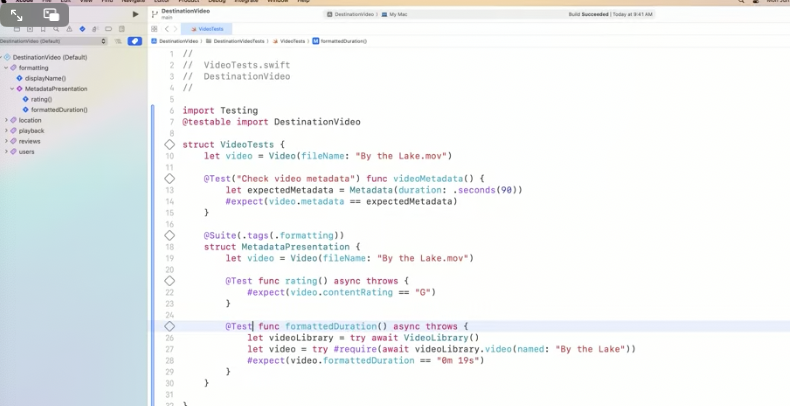 DestinationVideo
main
DestinationVideo
My Mac
Build Succeeded | Today at 9:41 AM
VideoTests
DestinationVideo
DestinationVideoTests
VideoTests
formattedDuration()
DestinationVideo (Default)
DestinationVideo (Default)
formatting
displayName()
MetadataPresentation
rating()
formattedDuration()
location
playback
reviews
users
1 //
2 // VideoTests.swift
3 // DestinationVideo
4 //
5
6 import Testing
7 @testable import DestinationVideo
8
struct VideoTests {
10 let video = Video(fileName: "By the Lake.mov")
11
@Test("Check video metadata") func videoMetadata() {
13 let expectedMetadata = Metadata(duration: .seconds(90))
14 #expect(video.metadata == expectedMetadata)
15 }
16
@Suite(.tags(.formatting))
18 struct MetadataPresentation {
19 let video = Video(fileName: "By the Lake.mov")
20
@Test func rating() async throws {
22 #expect(video.contentRating == "G")
23 }
24
@Test func formattedDuration() async throws {
26 let videoLibrary = try await VideoLibrary()
27 let video = try #require(await videoLibrary.video(named: "By the Lake"))
28 #expect(video.formattedDuration == "0m 19s")
29 }
30 }
31
}